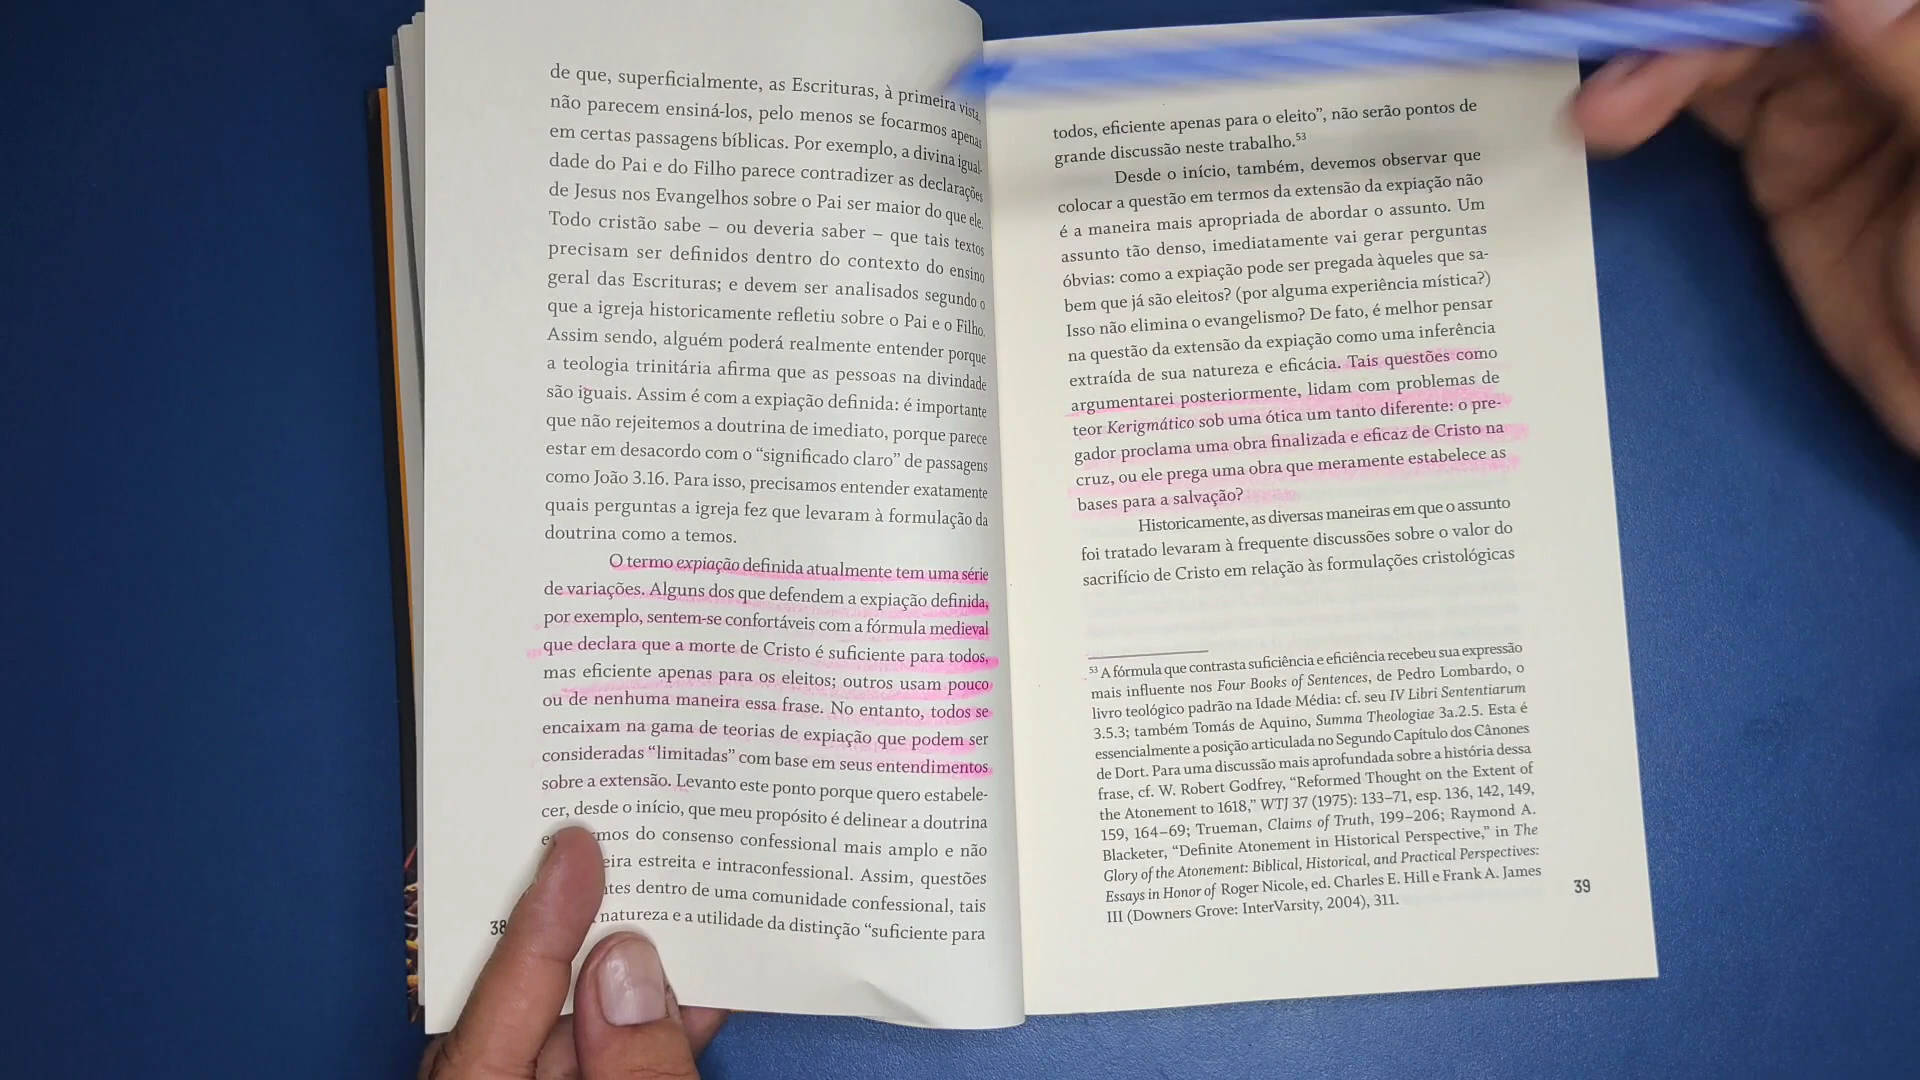 de que, superficialmente, as Escrituras, à primeira vista,
não parecem ensiná-los, pelo menos se focarmos apenas
em certas passagens bíblicas. Por exemplo, a divina igual-
dade do Pai e do Filho parece contradizer as declarações
de Jesus nos Evangelhos sobre o Pai ser maior do que ele.
Todo cristão sabe – ou deveria saber – que tais textos
precisam ser definidos dentro do contexto do ensino
geral das Escrituras; e devem ser analisados segundo o
que a igreja historicamente refletiu sobre o Pai e o Filho.
Assim sendo, alguém poderá realmente entender porque
a teologia trinitária afirma que as pessoas na divindade
são iguais. Assim é com a expiação definida: é importante
que não rejeitemos a doutrina de imediato, porque parece
estar em desacordo com o “significado claro” de passagens
como João 3.16. Para isso, precisamos entender exatamente
quais perguntas a igreja fez que levaram à formulação da
doutrina como a temos.
O termo expiação definida atualmente tem uma série
de variações. Alguns dos que defendem a expiação definida,
por exemplo, sentem-se confortáveis com a fórmula medieval
que declara que a morte de Cristo é suficiente para todos,
mas eficiente apenas para os eleitos; outros usam pouco
ou de nenhuma maneira essa frase. No entanto, todos se
encaixam na gama de teorias de expiação que podem ser
consideradas “limitadas” com base em seus entendimentos
sobre a extensão. Levanto este ponto porque quero estabele-
cer, desde o início, que meu propósito é delinear a doutrina
do consenso confessional mais amplo e não
estreita e intraconfessional. Assim, questões
dentro de uma comunidade confessional, tais
natureza e a utilidade da distinção “suficiente para
38
todos, eficiente apenas para o eleito”, não serão pontos de
grande discussão neste trabalho.53
Desde o início, também, devemos observar que
colocar a questão em termos da extensão da expiação não
é a maneira mais apropriada de abordar o assunto. Um
assunto tão denso, imediatamente vai gerar perguntas
óbvias: como a expiação pode ser pregada àqueles que sa-
bem que já são eleitos? (por alguma experiência mística?)
Isso não elimina o evangelismo? De fato, é melhor pensar
na questão da extensão da expiação como uma inferência
extraída de sua natureza e eficácia. Tais questões como
argumentarei posteriormente, lidam com problemas de
teor Kerigmático sob uma ótica um tanto diferente: o pre-
gador proclama uma obra finalizada e eficaz de Cristo na
cruz, ou ele prega uma obra que meramente estabelece as
bases para a salvação?
Historicamente, as diversas maneiras em que o assunto
foi tratado levaram à frequente discussões sobre o valor do
sacrifício de Cristo em relação às formulações cristológicas
53 A fórmula que contrasta suficiência e eficiência recebeu sua expressão
mais influente nos Four Books of Sentences, de Pedro Lombardo, o
livro teológico padrão na Idade Média: cf. seu IV Libri Sententiarum
3.5.3; também Tomás de Aquino, Summa Theologiae 3a.2.5. Esta é
essencialmente a posição articulada no Segundo Capítulo dos Cânones
de Dort. Para uma discussão mais aprofundada sobre a história dessa
frase, cf. W. Robert Godfrey, “Reformed Thought on the Extent of
the Atonement to 1618,” WTJ 37 (1975): 133–71, esp. 136, 142, 149,
159, 164–69; Trueman, Claims of Truth, 199–206; Raymond A.
Blacketer, “Definite Atonement in Historical Perspective,” in The
Glory of the Atonement: Biblical, Historical, and Practical Perspectives:
Essays in Honor of Roger Nicole, ed. Charles E. Hill e Frank A. James
III (Downers Grove: InterVarsity, 2004), 311.
39